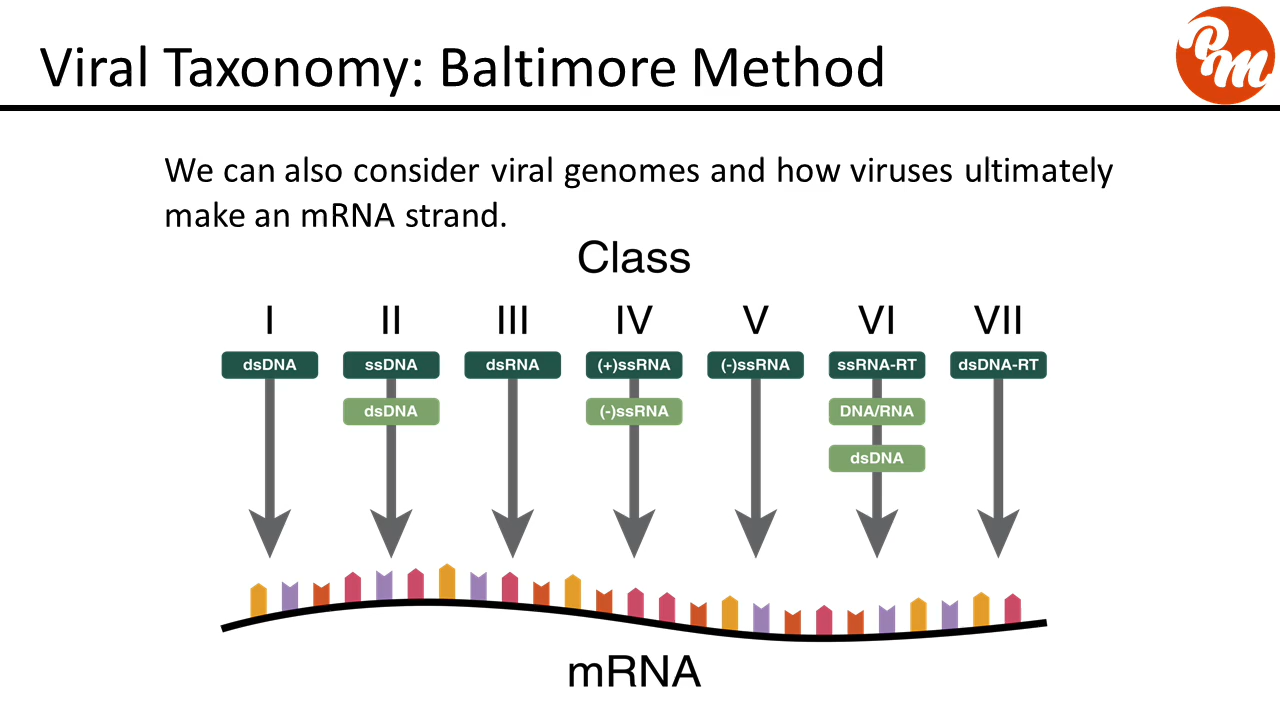 Viral Taxonomy: Baltimore Method
PM
We can also consider viral genomes and how viruses ultimately
make an mRNA strand.
Class
I II III IV V VI VII
dsDNA ssDNA dsRNA (+)ssRNA (-)ssRNA ssRNA-RT dsDNA-RT
dsDNA (-)ssRNA DNA/RNA
dsDNA
mRNA